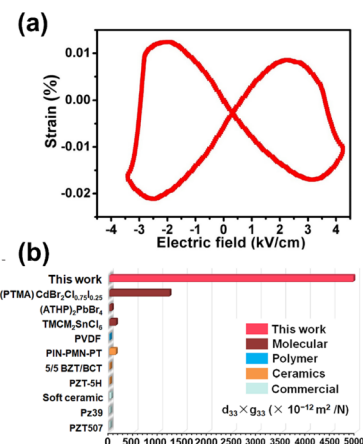 (a)
Strain (%)
0.01
0.00
-0.01
-0.02
-4 -3 -2 -1 0 1 2 3 4
Electric field (kV/cm)
(b)
This work
(PTMA)CdBr2Cl0.75I0.25
(ATHP)2PbBr4
TMCM2SnCl6
PVDF
PIN-PMN-PT
5/5 BZT/BCT
PZT-5H
Soft ceramic
Pz39
PZT507
This work
Molecular
Polymer
Ceramics
Commercial
d33×g33 (× 10−12 m2 /N)
0 500 1000 1500 2000 2500 3000 3500 4000 4500 5000